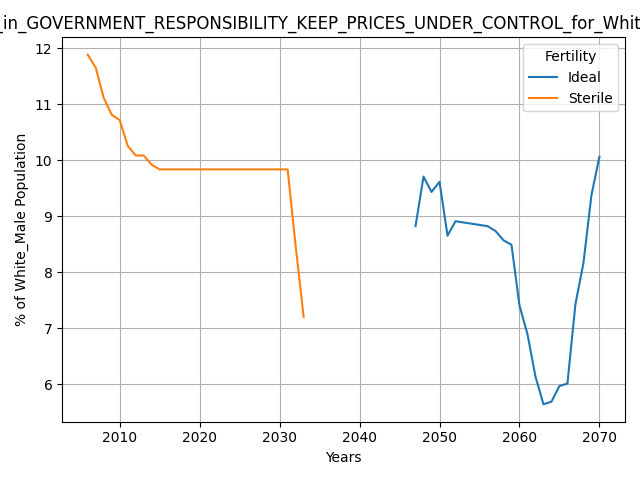 _in_GOVERNMENT_RESPONSIBILITY_KEEP_PRICES_UNDER_CONTROL_for_Whit
12
11
10
9
8
7
6
% of White_Male Population
Fertility
Ideal
Sterile
2010 2020 2030 2040 2050 2060 2070
Years